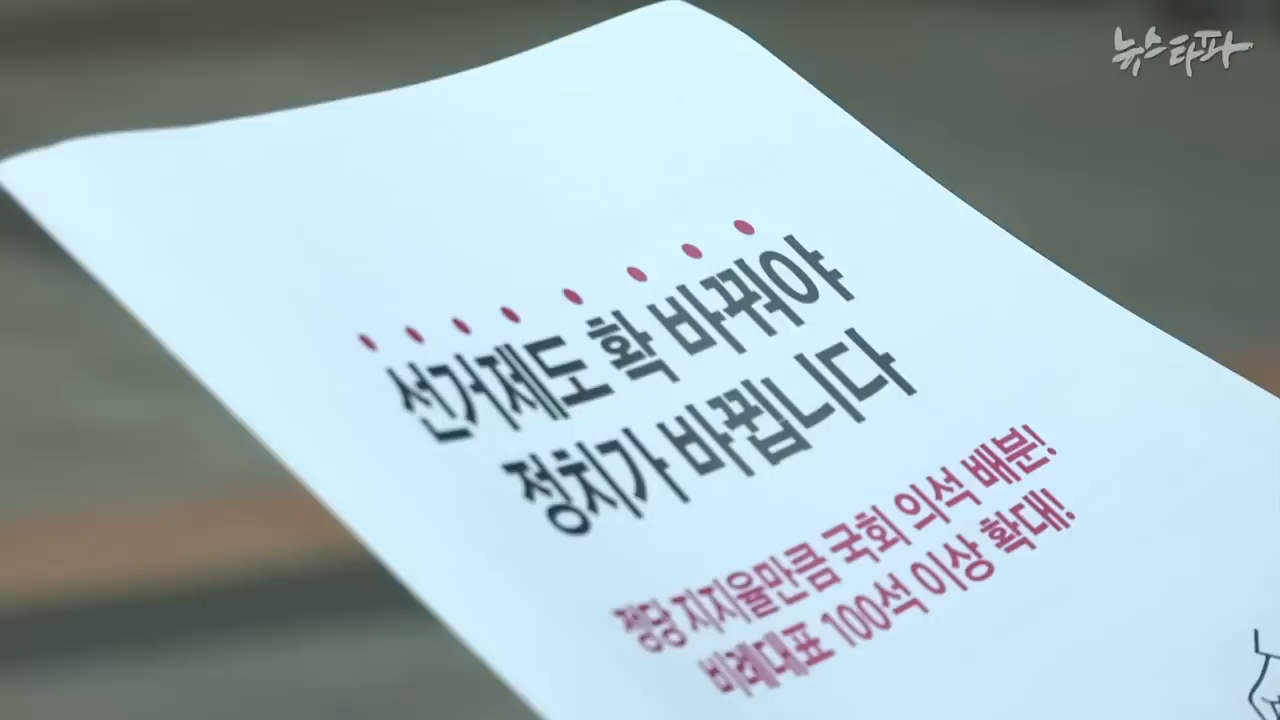 뉴스타파
선거제도 확 바꿔야
정치가 바뀝니다
정당 지지율만큼 국회 의석 배분!
비례대표 100석 이상 확대!